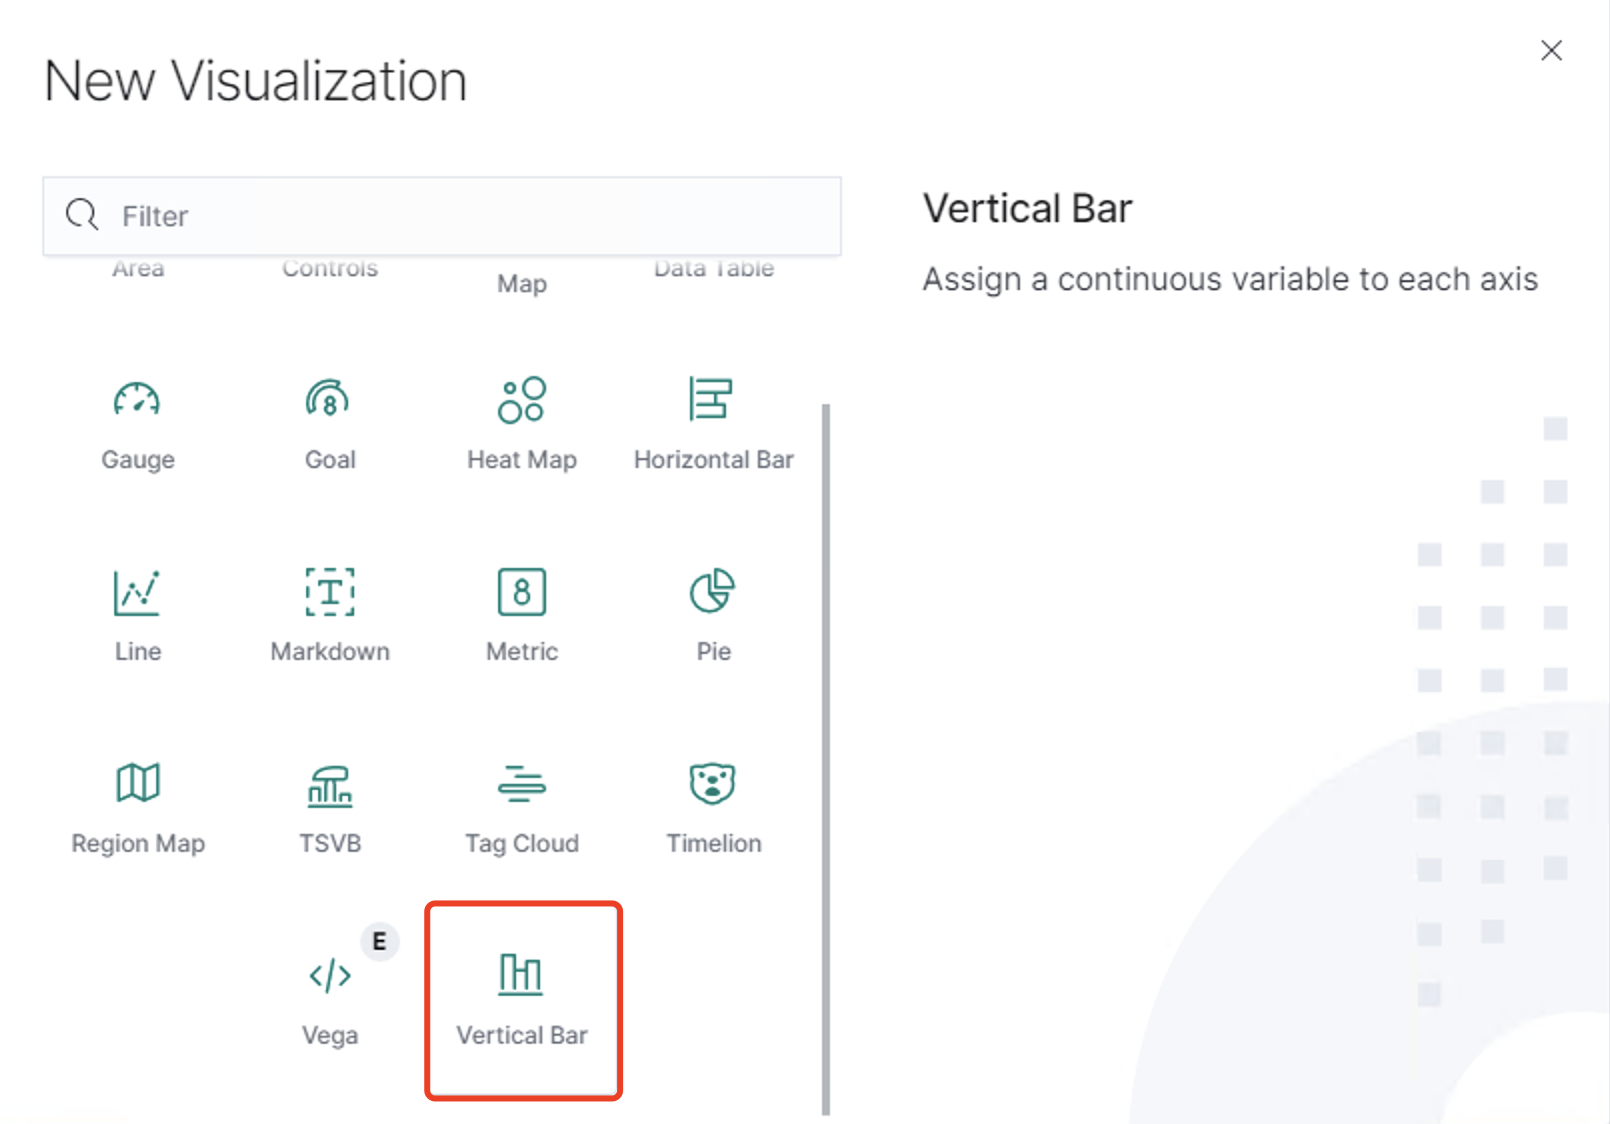 New Visualization
Filter
Vertical Bar
Assign a continuous variable to each axis
Area
Controls
Map
Data Table
Gauge
Goal
8
Heat Map
Horizontal Bar
Line
T
Markdown
8
Metric
Pie
Region Map
TSVB
Tag Cloud
Timelion
E
</>
Vega
Vertical Bar